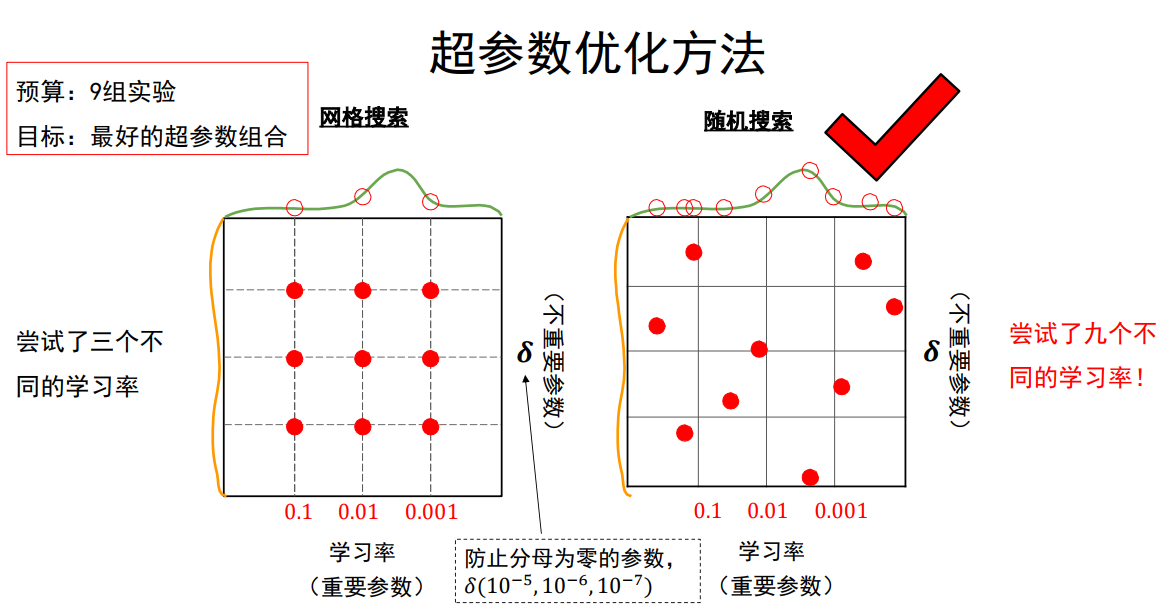 超参数优化方法
预算：9组实验
目标：最好的超参数组合
网格搜索
随机搜索
尝试了三个不
同的学习率
δ
（不重要参数）
δ
（不重要参数）
尝试了九个不
同的学习率！
0.1 0.01 0.001
0.1 0.01 0.001
学习率
（重要参数）
防止分母为零的参数，
δ(10⁻⁵, 10⁻⁶, 10⁻⁷)
学习率
（重要参数）